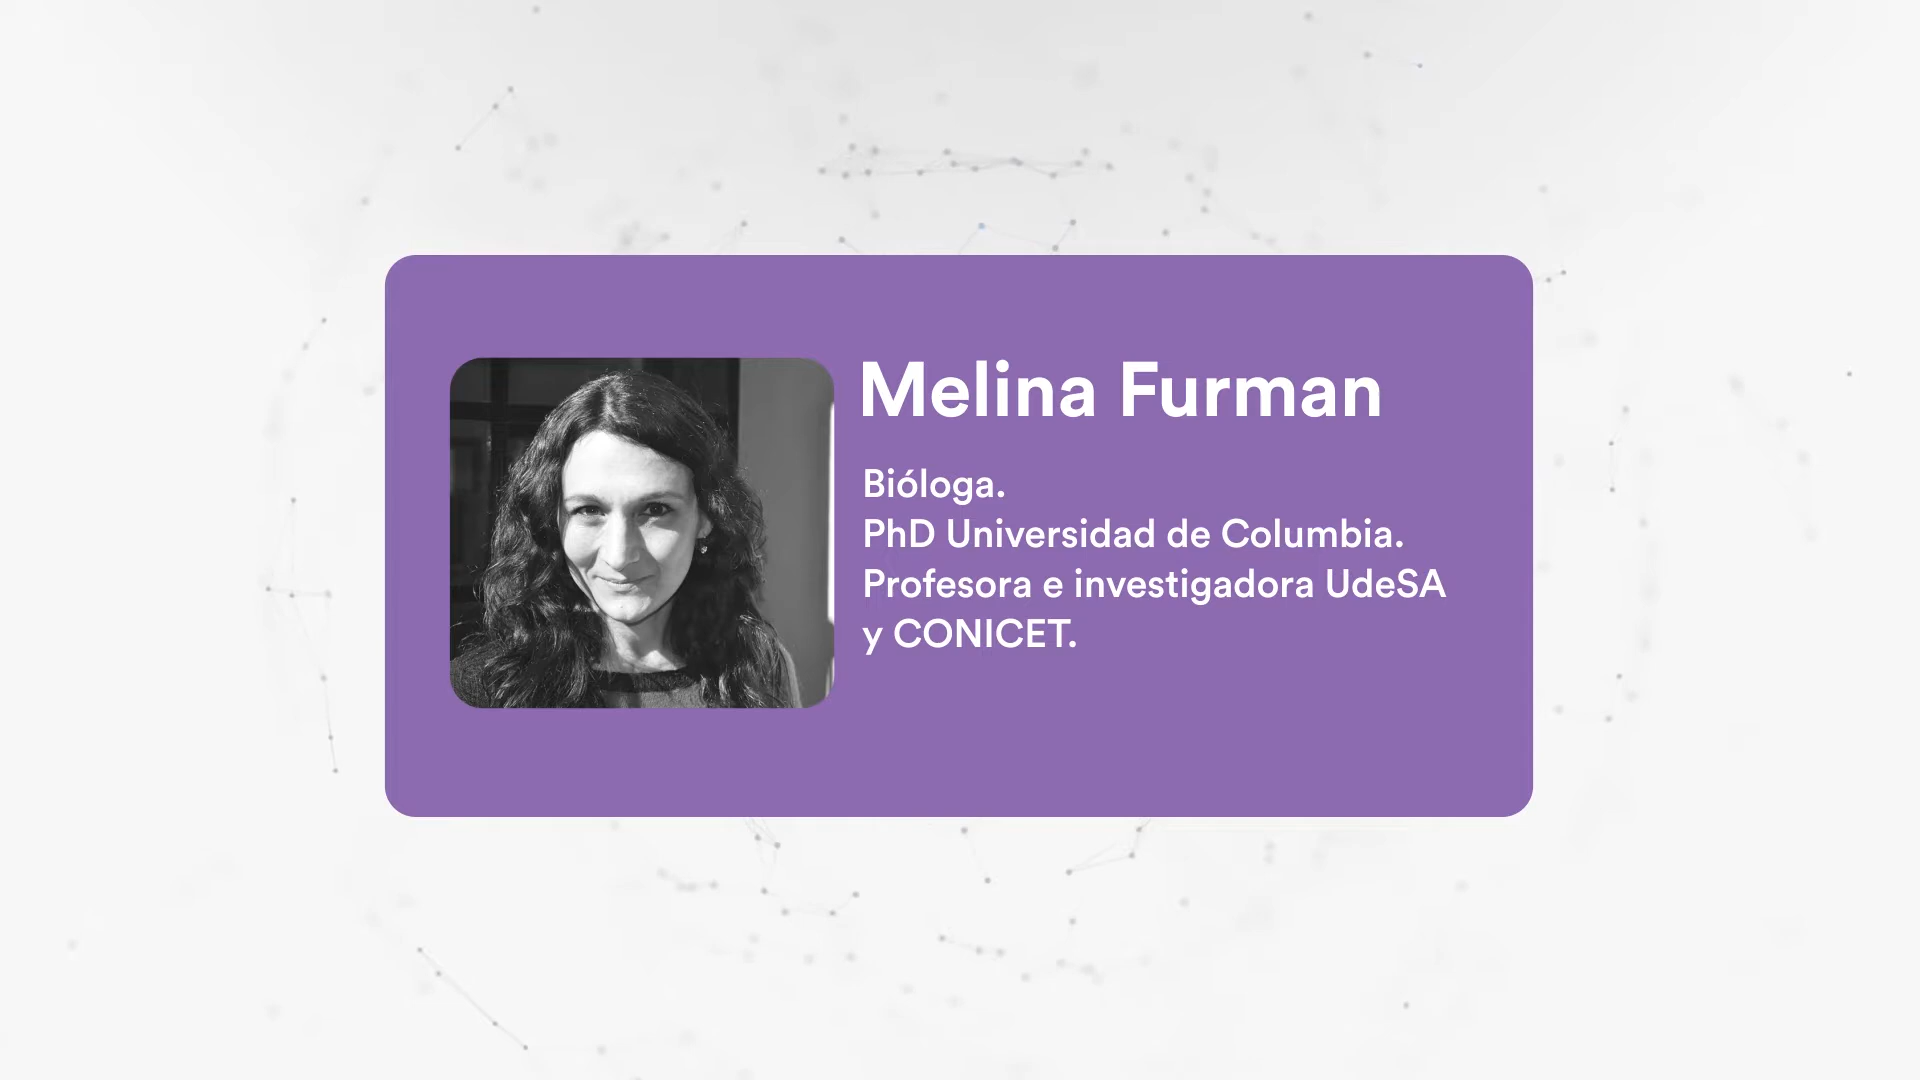 Melina Furman
Bióloga.
PhD Universidad de Columbia.
Profesora e investigadora UdeSA
y CONICET.